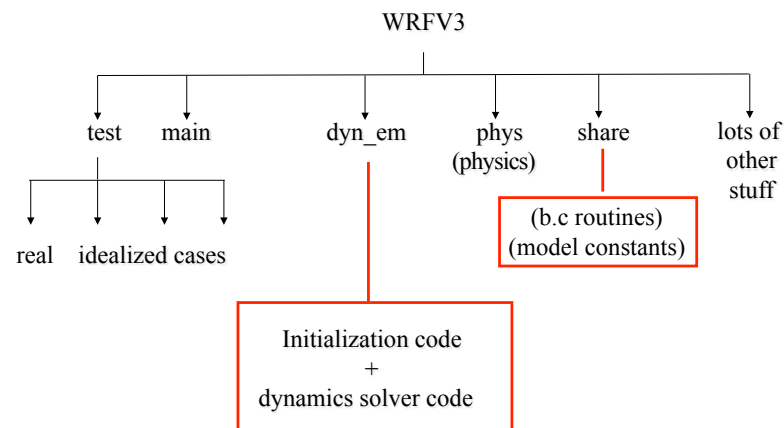 WRFV3
test main dyn_em phys share lots of
(physics) other
stuff
(b.c routines)
(model constants)
real idealized cases
Initialization code
+
dynamics solver code